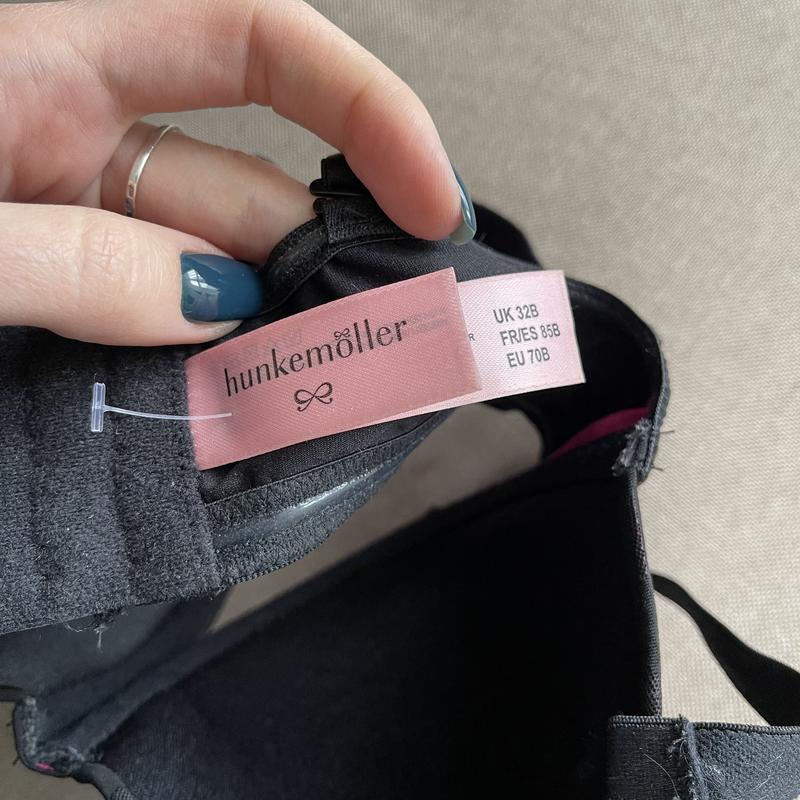 hunkemöller
R
UK 32B
FR/ES 85B
EU 70B